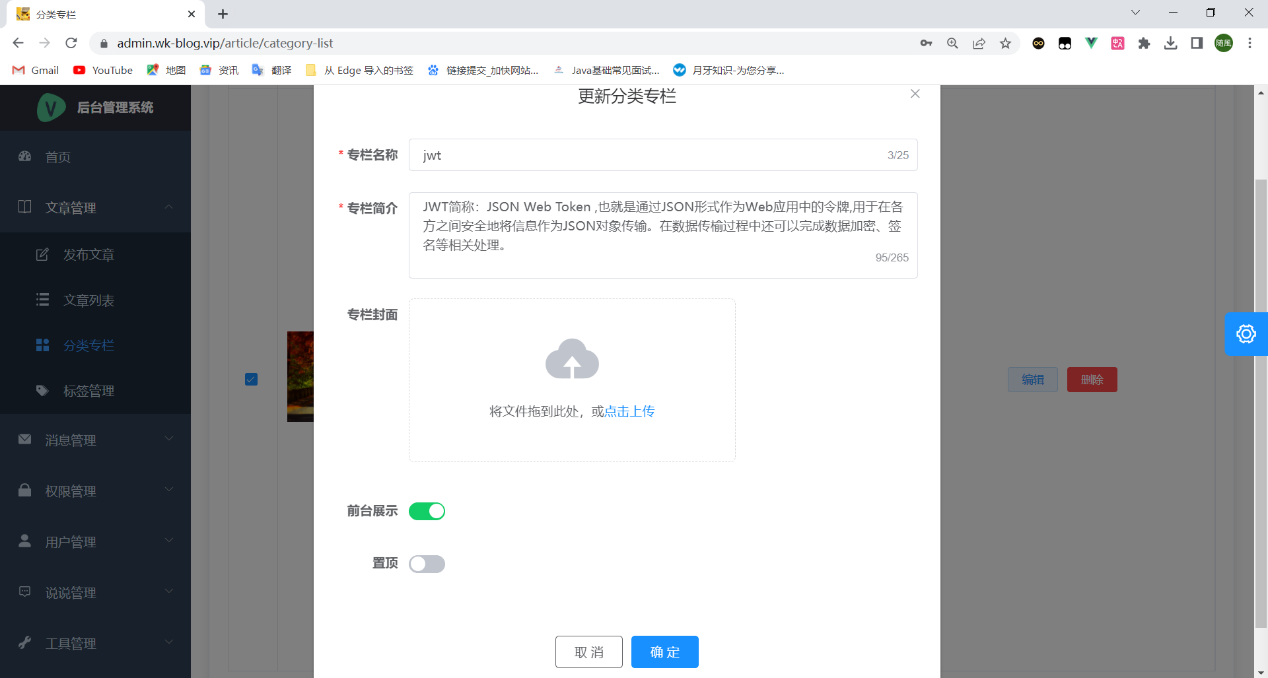 分类专栏
admin.wk-blog.vip/article/category-list
Gmail
YouTube
地图
资讯
翻译
从 Edge 导入的书签
链接提交_加快网站...
Java基础常见面试...
月牙知识-为您分享...
随風
后台管理系统
首页
文章管理
发布文章
文章列表
分类专栏
标签管理
消息管理
权限管理
用户管理
说说管理
工具管理
更新分类专栏
* 专栏名称
jwt
3/25
* 专栏简介
JWT简称：JSON Web Token ,也就是通过JSON形式作为Web应用中的令牌,用于在各
方之间安全地将信息作为JSON对象传输。在数据传输过程中还可以完成数据加密、签
名等相关处理。
95/265
专栏封面
将文件拖到此处，或点击上传
前台展示
置顶
取 消
确 定
编辑
删除